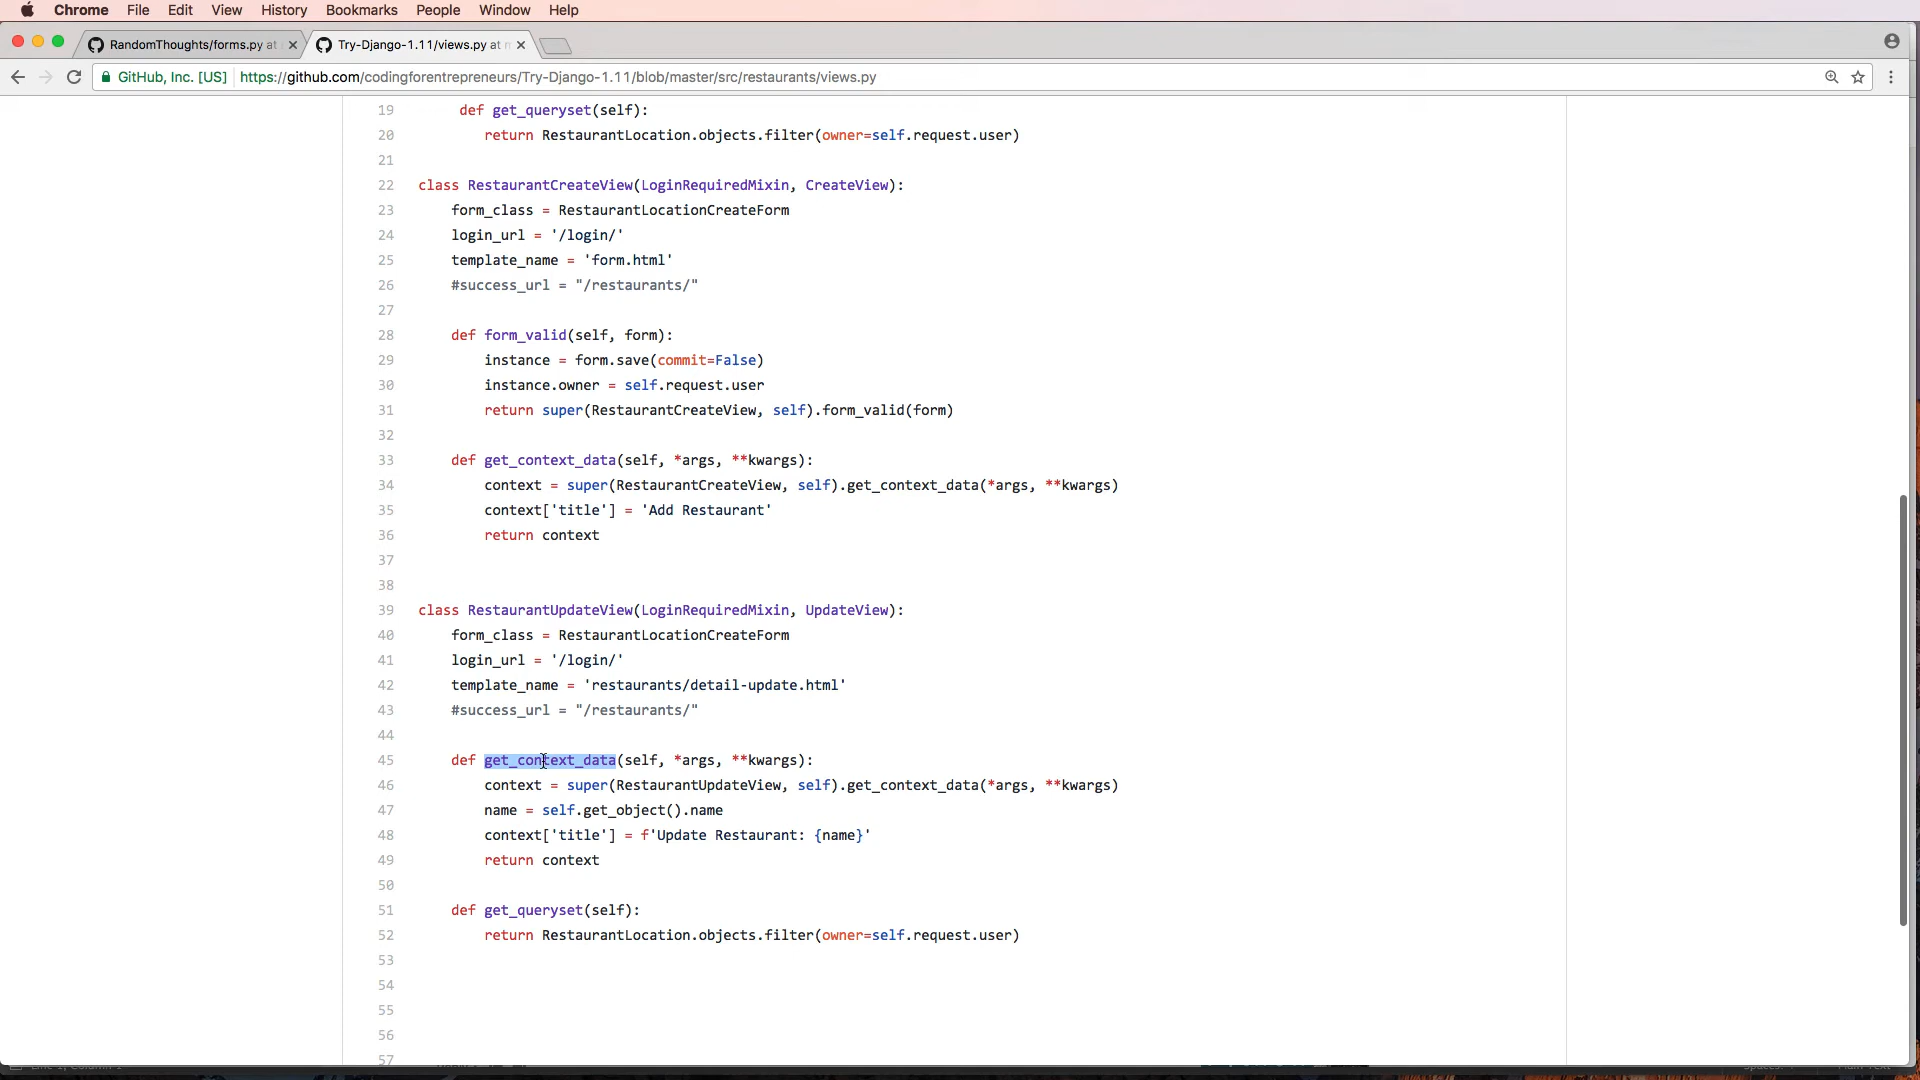 Chrome File Edit View History Bookmarks People Window Help
RandomThoughts/forms.py at
Try-Django-1.11/views.py at
GitHub, Inc. [US] https://github.com/codingforentrepreneurs/Try-Django-1.11/blob/master/src/restaurants/views.py
19 def get_queryset(self):
20 return RestaurantLocation.objects.filter(owner=self.request.user)
21
22 class RestaurantCreateView(LoginRequiredMixin, CreateView):
23 form_class = RestaurantLocationCreateForm
24 login_url = '/login/'
25 template_name = 'form.html'
26 #success_url = "/restaurants/"
27
28 def form_valid(self, form):
29 instance = form.save(commit=False)
30 instance.owner = self.request.user
31 return super(RestaurantCreateView, self).form_valid(form)
32
33 def get_context_data(self, *args, **kwargs):
34 context = super(RestaurantCreateView, self).get_context_data(*args, **kwargs)
35 context['title'] = 'Add Restaurant'
36 return context
37
38
39 class RestaurantUpdateView(LoginRequiredMixin, UpdateView):
40 form_class = RestaurantLocationCreateForm
41 login_url = '/login/'
42 template_name = 'restaurants/detail-update.html'
43 #success_url = "/restaurants/"
44
45 def get_context_data(self, *args, **kwargs):
46 context = super(RestaurantUpdateView, self).get_context_data(*args, **kwargs)
47 name = self.get_object().name
48 context['title'] = f'Update Restaurant: {name}'
49 return context
50
51 def get_queryset(self):
52 return RestaurantLocation.objects.filter(owner=self.request.user)
53
54
55
56
57